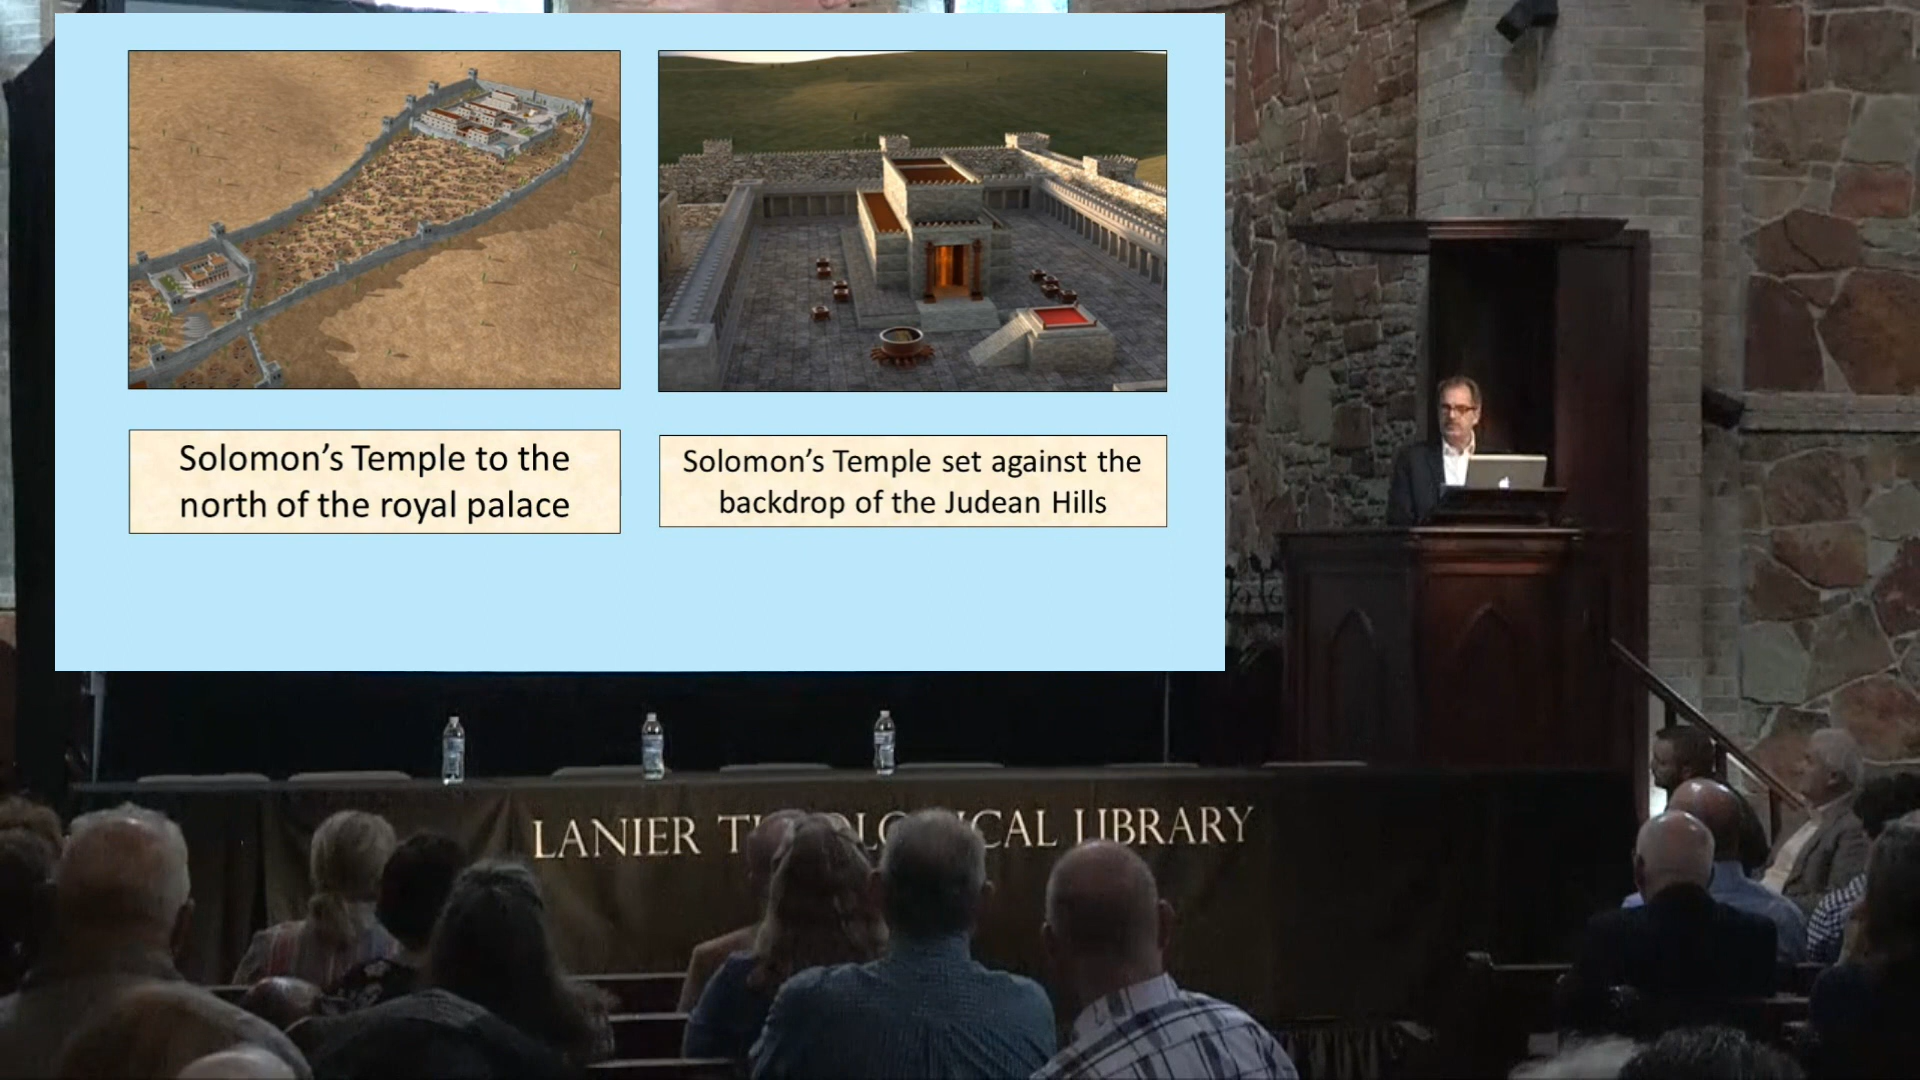 Solomon's Temple to the
north of the royal palace
Solomon's Temple set against the
backdrop of the Judean Hills
LANIER THEOLOGICAL LIBRARY